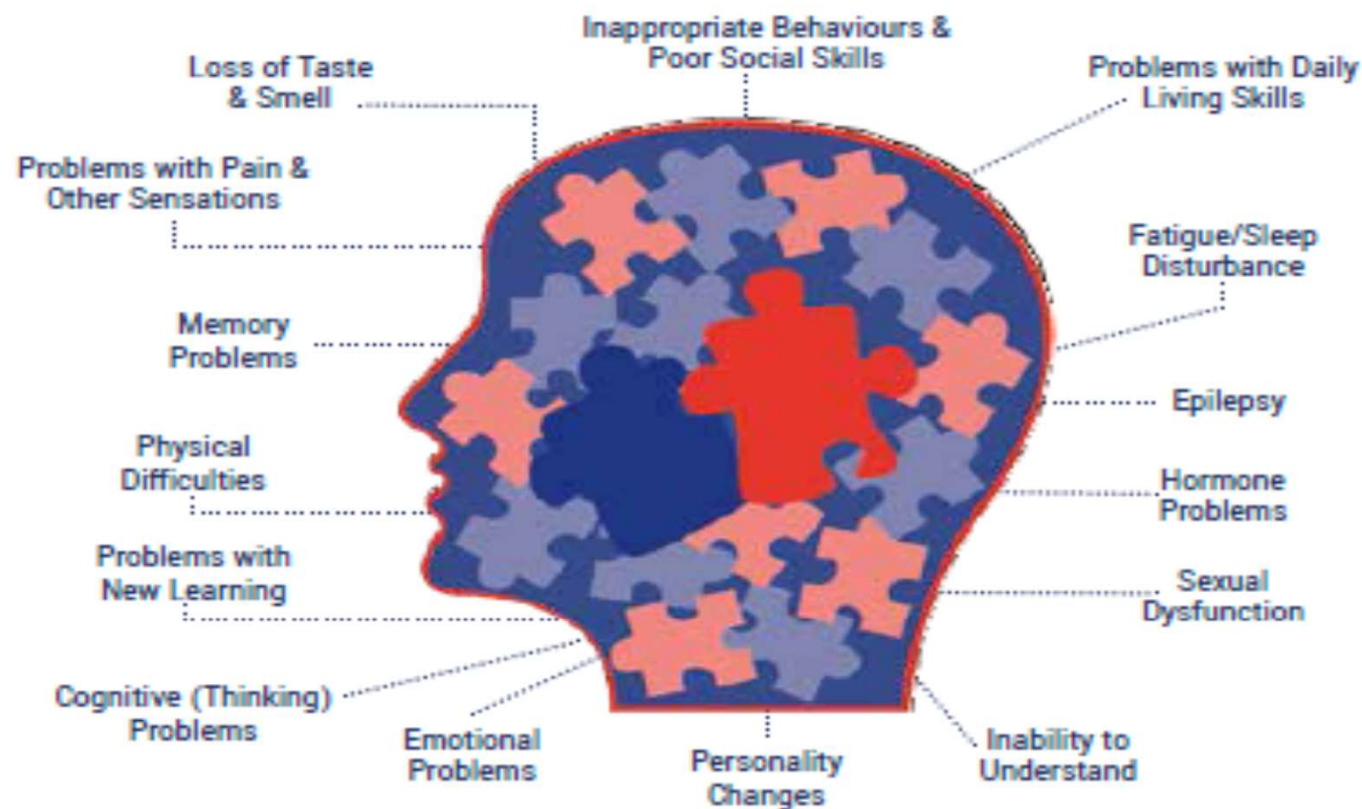 Inappropriate Behaviours &
Poor Social Skills
Loss of Taste
& Smell
Problems with Daily
Living Skills
Problems with Pain &
Other Sensations
Fatigue/Sleep
Disturbance
Memory
Problems
Epilepsy
Physical
Difficulties
Hormone
Problems
Problems with
New Learning
Sexual
Dysfunction
Cognitive (Thinking)
Problems
Emotional
Problems
Personality
Changes
Inability to
Understand